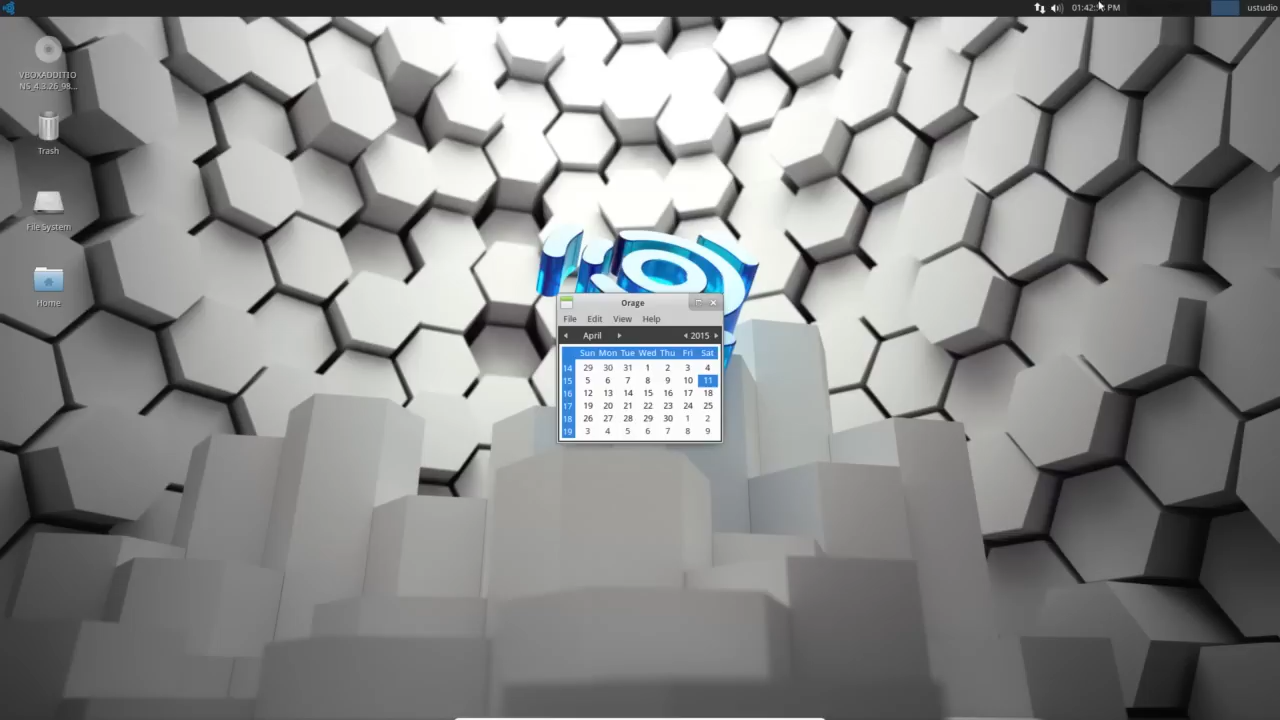 PM
ustudio
VBOXADDITIO
NS_4.3.26_98...
Trash
File System
Home
Orage
File Edit View Help
April 2015
Sun Mon Tue Wed Thu Fri Sat
14 29 30 31 1 2 3 4
15 5 6 7 8 9 10 11
16 12 13 14 15 16 17 18
17 19 20 21 22 23 24 25
18 26 27 28 29 30 1 2
19 3 4 5 6 7 8 9